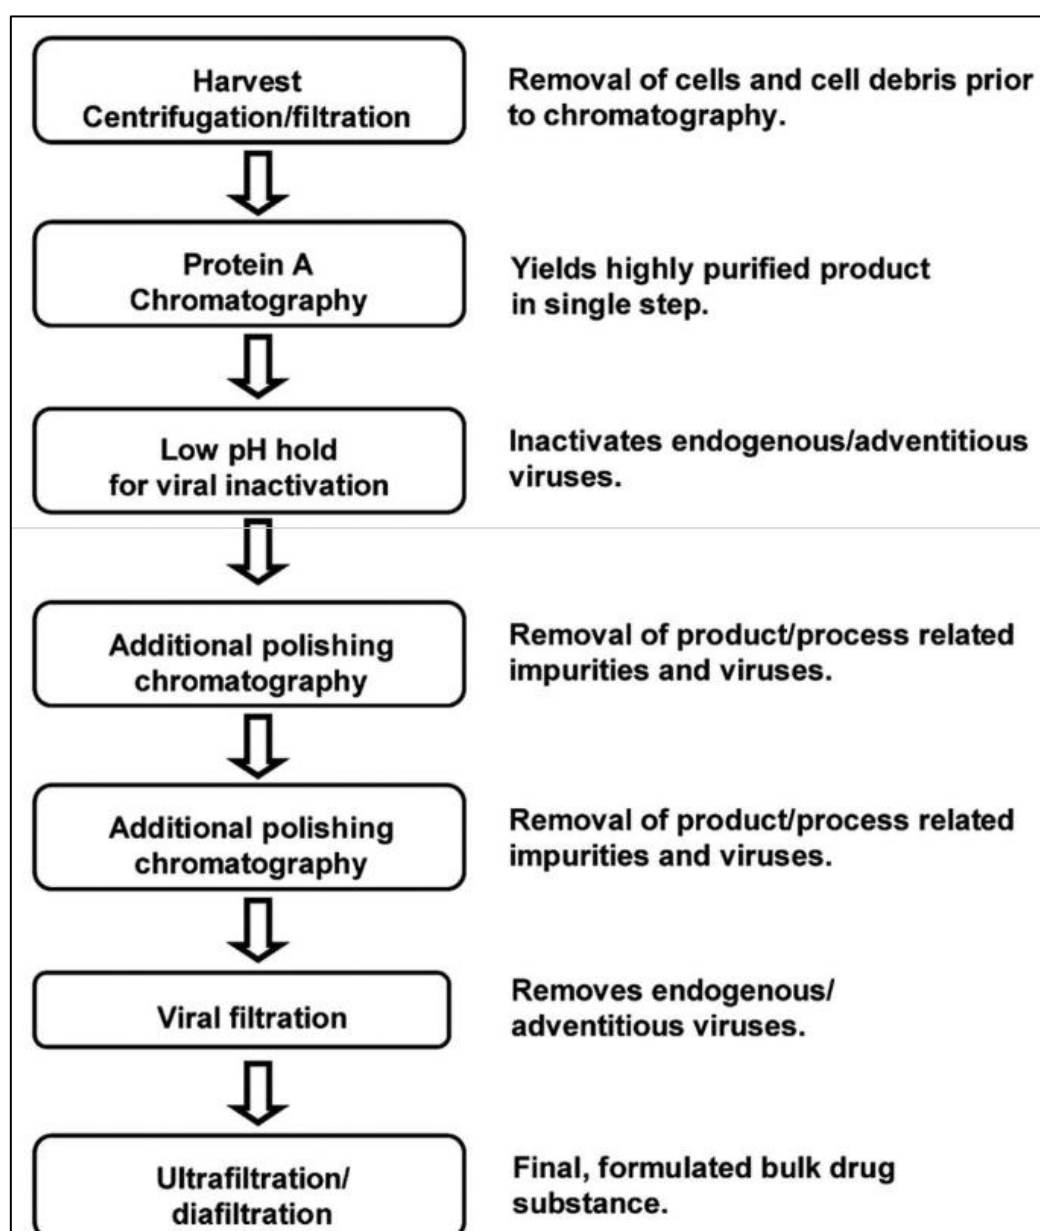 Harvest
Centrifugation/filtration
Removal of cells and cell debris prior
to chromatography.
Protein A
Chromatography
Yields highly purified product
in single step.
Low pH hold
for viral inactivation
Inactivates endogenous/adventitious
viruses.
Additional polishing
chromatography
Removal of product/process related
impurities and viruses.
Additional polishing
chromatography
Removal of product/process related
impurities and viruses.
Viral filtration
Removes endogenous/
adventitious viruses.
Ultrafiltration/
diafiltration
Final, formulated bulk drug
substance.